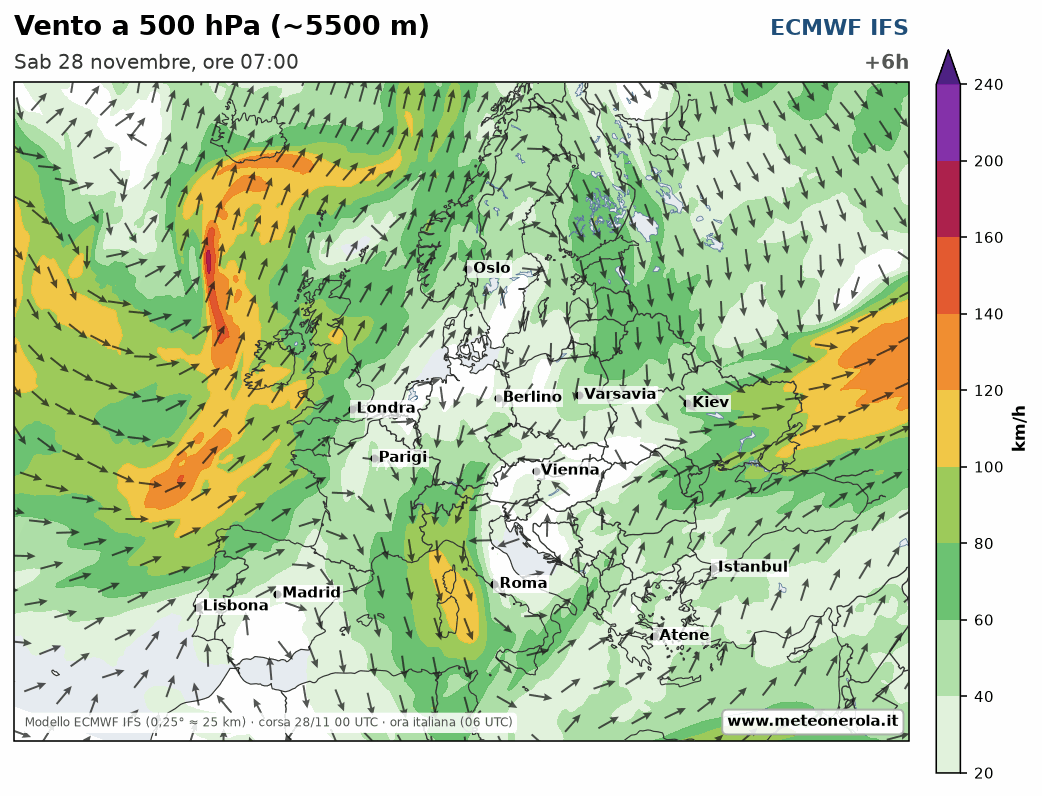 Vento a 500 hPa (~5500 m)
ECMWF IFS
Sab 28 novembre, ore 07:00
+6h
240
200
160
140
120
100
80
60
40
20
km/h
Oslo
Berlino
Varsavia
Kiev
Londra
Parigi
Vienna
Roma
Istanbul
Madrid
Lisbona
Atene
Modello ECMWF IFS (0,25° ≈ 25 km) · corsa 28/11 00 UTC · ora italiana (06 UTC)
www.meteonerola.it